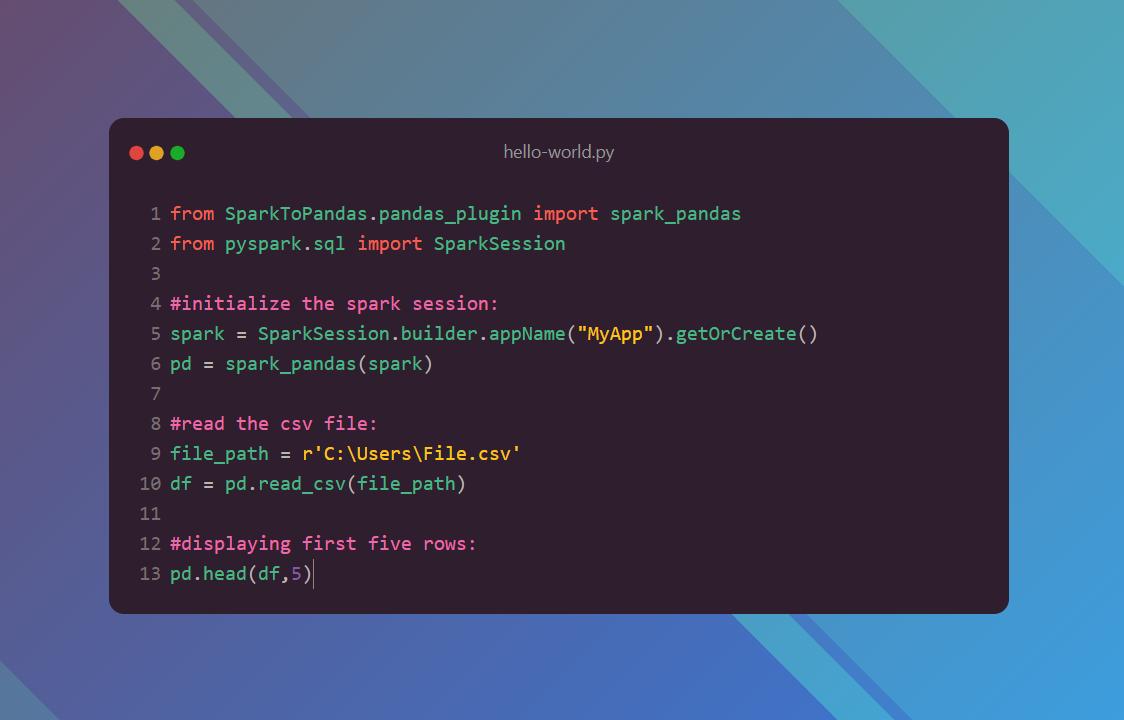 hello-world.py
1 from SparkToPandas.pandas_plugin import spark_pandas
2 from pyspark.sql import SparkSession
3
4 #initialize the spark session:
5 spark = SparkSession.builder.appName("MyApp").getOrCreate()
6 pd = spark_pandas(spark)
7
8 #read the csv file:
9 file_path = r'C:\Users\File.csv'
10 df = pd.read_csv(file_path)
11
12 #displaying first five rows:
13 pd.head(df,5)